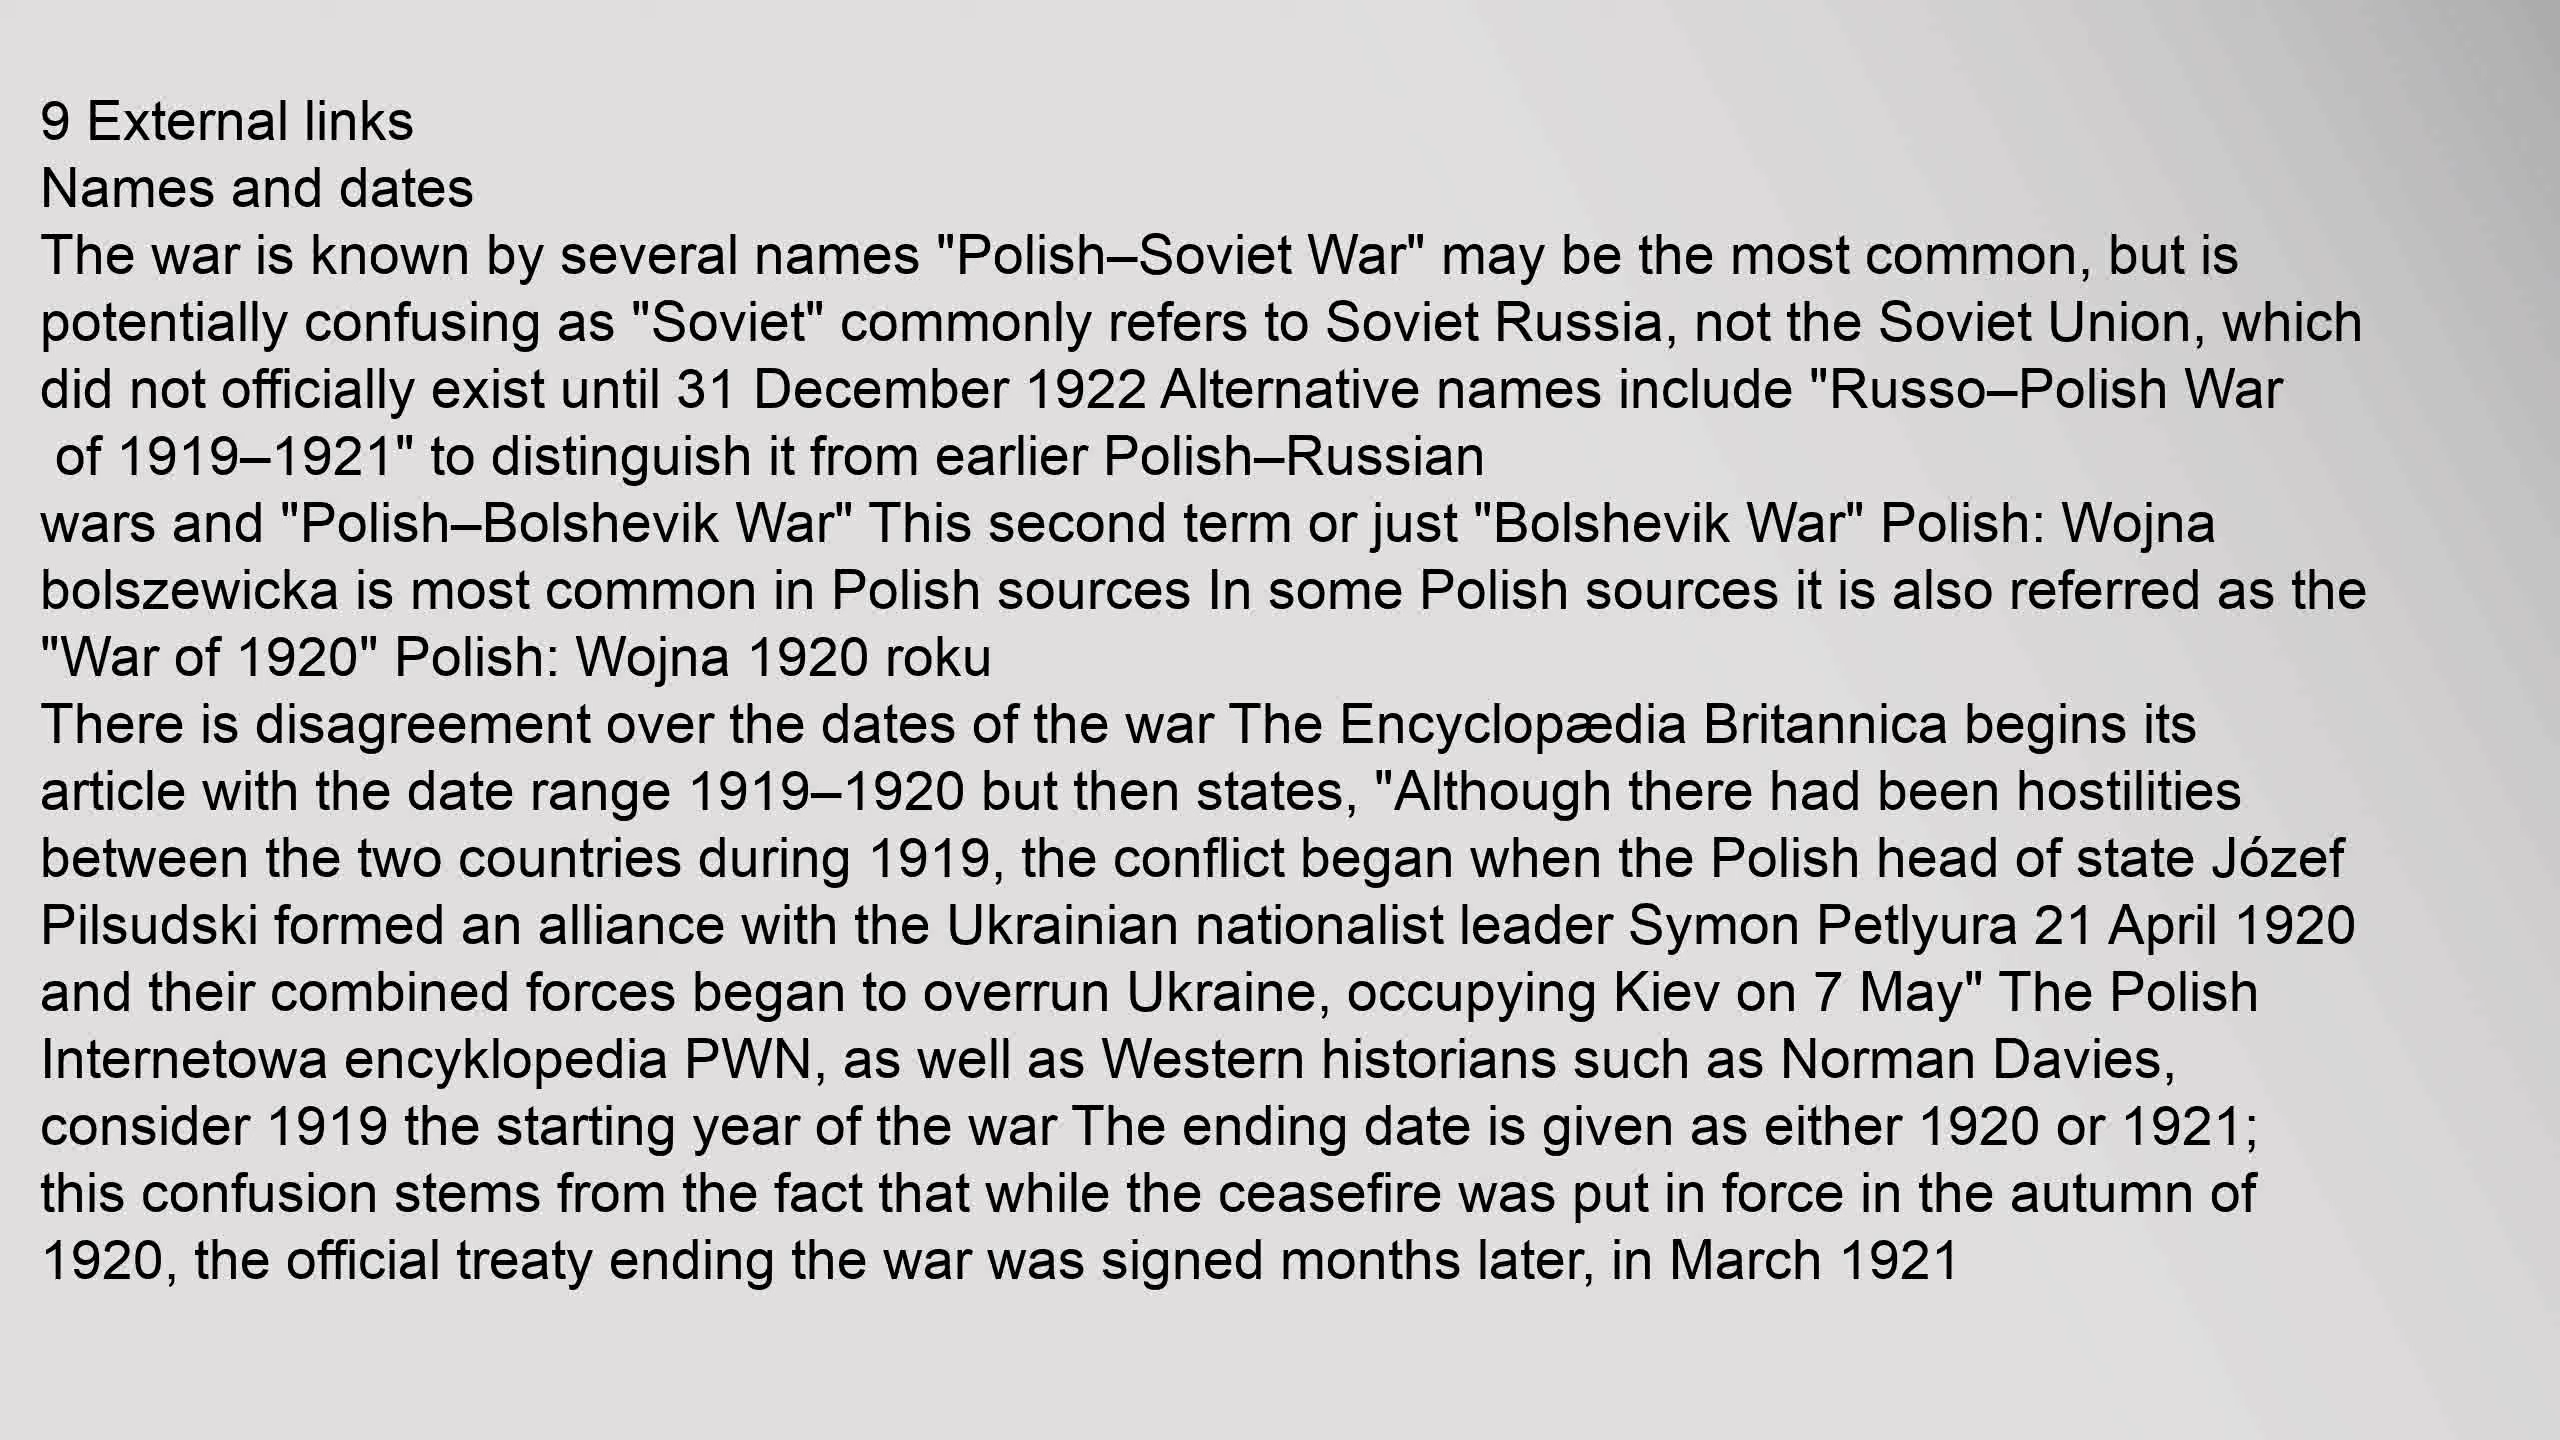 9 External links
Names and dates
The war is known by several names "Polish–Soviet War" may be the most common, but is
potentially confusing as "Soviet" commonly refers to Soviet Russia, not the Soviet Union, which
did not officially exist until 31 December 1922 Alternative names include "Russo–Polish War
of 1919–1921" to distinguish it from earlier Polish–Russian
wars and "Polish–Bolshevik War" This second term or just "Bolshevik War" Polish: Wojna
bolszewicka is most common in Polish sources In some Polish sources it is also referred as the
"War of 1920" Polish: Wojna 1920 roku
There is disagreement over the dates of the war The Encyclopædia Britannica begins its
article with the date range 1919–1920 but then states, "Although there had been hostilities
between the two countries during 1919, the conflict began when the Polish head of state Józef
Pilsudski formed an alliance with the Ukrainian nationalist leader Symon Petlyura 21 April 1920
and their combined forces began to overrun Ukraine, occupying Kiev on 7 May" The Polish
Internetowa encyklopedia PWN, as well as Western historians such as Norman Davies,
consider 1919 the starting year of the war The ending date is given as either 1920 or 1921;
this confusion stems from the fact that while the ceasefire was put in force in the autumn of
1920, the official treaty ending the war was signed months later, in March 1921